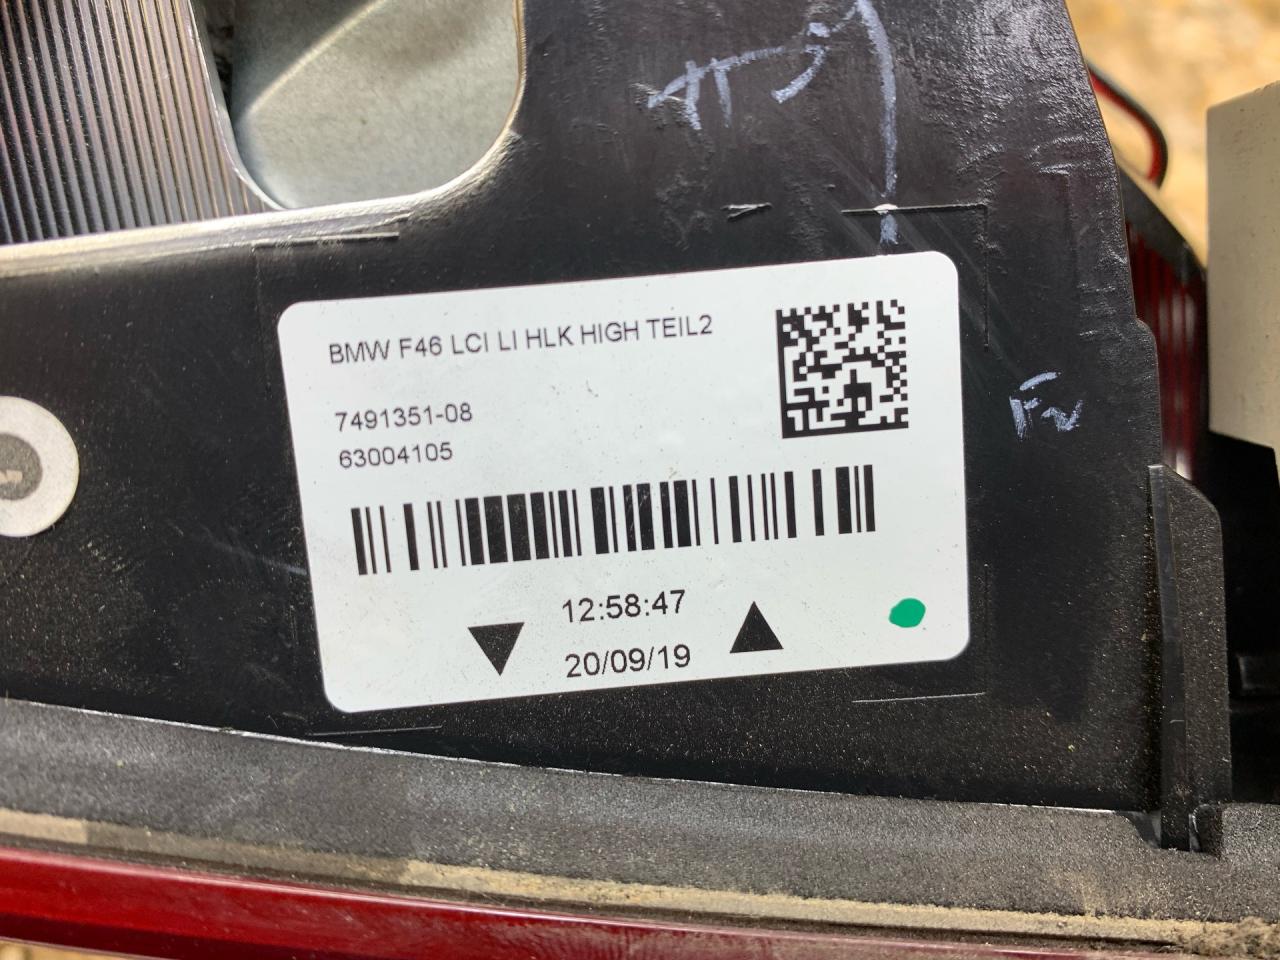 BMW F46 LCI LI HLK HIGH TEIL2
7491351-08
63004105
12:58:47
20/09/19